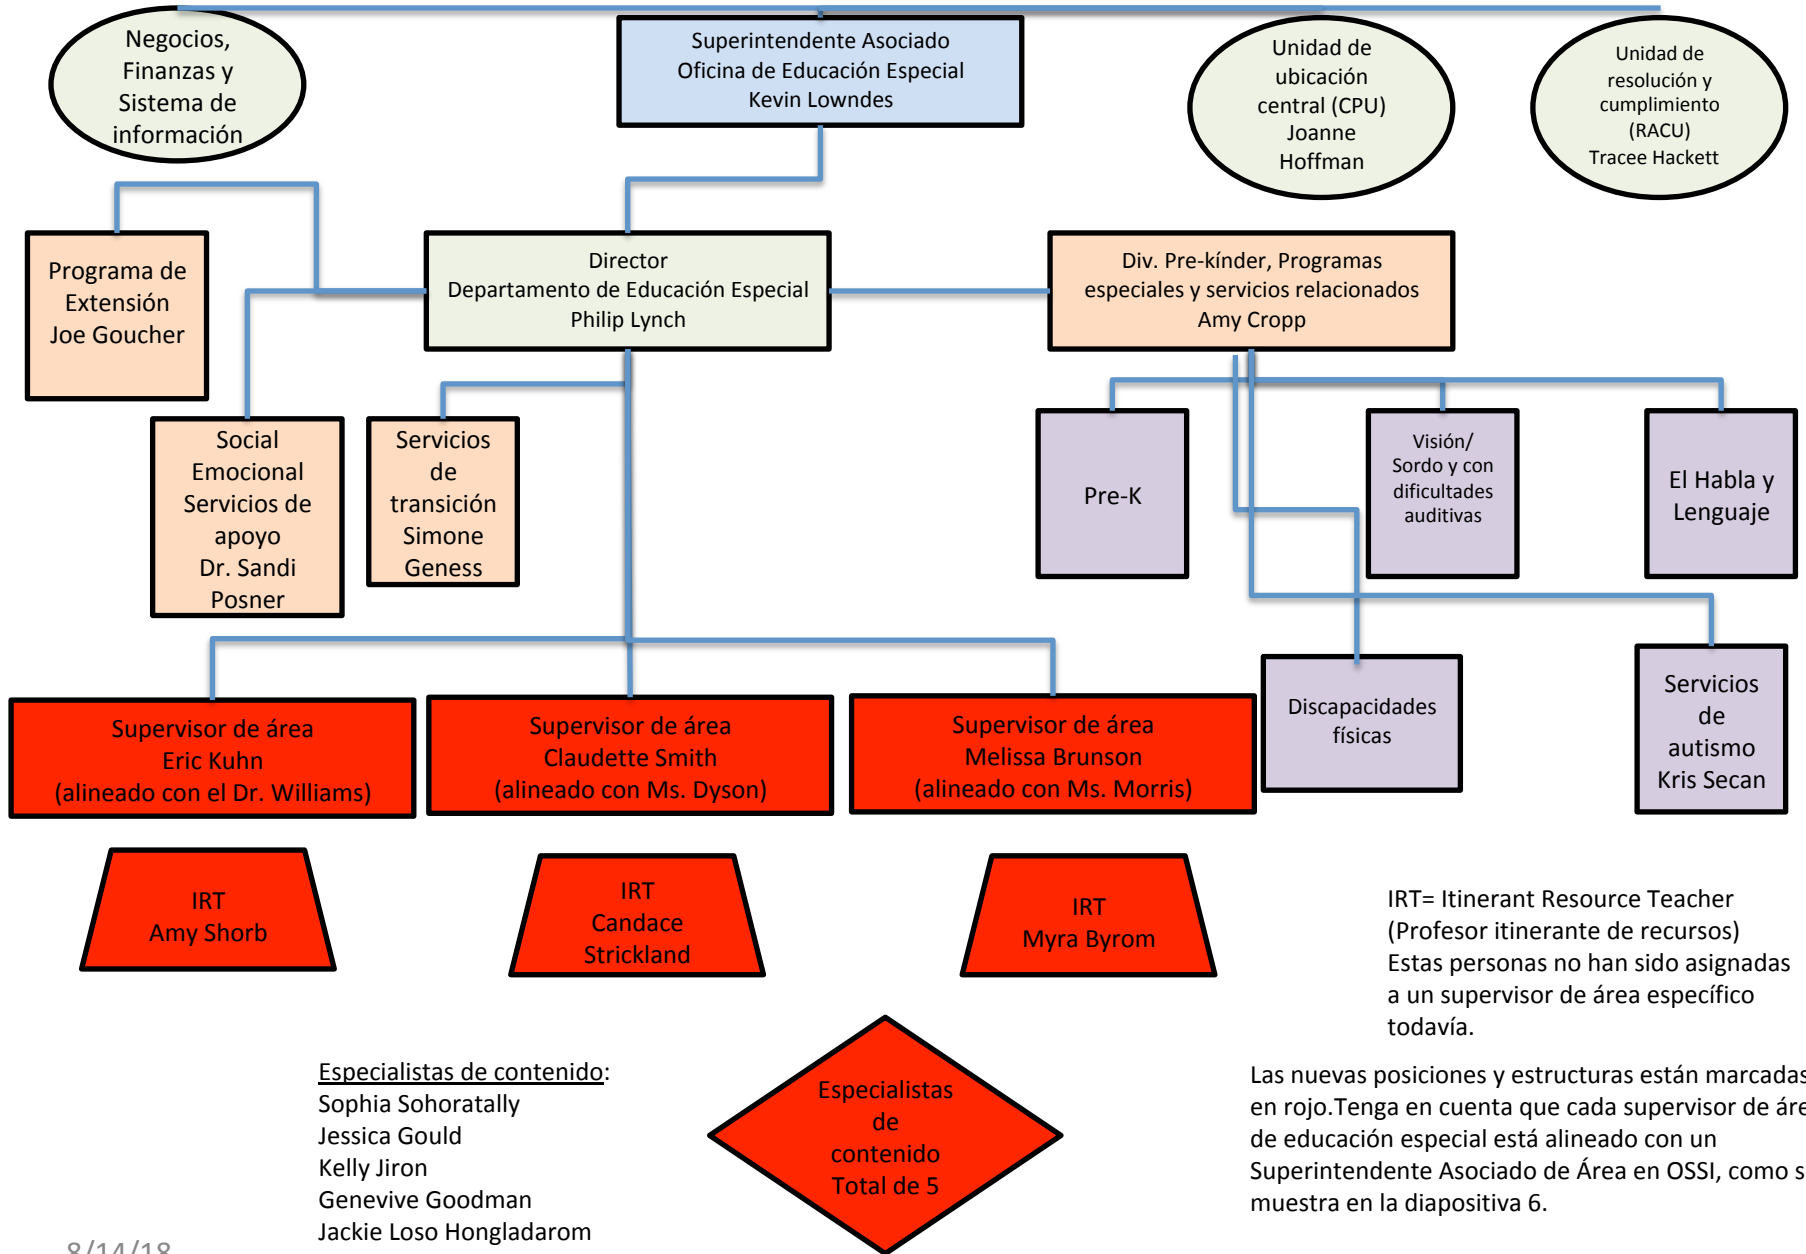 Negocios,
Finanzas y
Sistema de
información
Superintendente Asociado
Oficina de Educación Especial
Kevin Lowndes
Unidad de
ubicación
central (CPU)
Joanne
Hoffman
Unidad de
resolución y
cumplimiento
(RACU)
Tracee Hackett
Programa de
Extensión
Joe Goucher
Director
Departamento de Educación Especial
Philip Lynch
Div. Pre-kínder, Programas
especiales y servicios relacionados
Amy Cropp
Social
Emocional
Servicios de
apoyo
Dr. Sandi
Posner
Servicios
de
transición
Simone
Geness
Pre-K
Visión/
Sordo y con
dificultades
auditivas
El Habla y
Lenguaje
Supervisor de área
Eric Kuhn
(alineado con el Dr. Williams)
Supervisor de área
Claudette Smith
(alineado con Ms. Dyson)
Supervisor de área
Melissa Brunson
(alineado con Ms. Morris)
Discapacidades
físicas
Servicios
de
autismo
Kris Secan
IRT
Amy Shorb
IRT
Candace
Strickland
IRT
Myra Byrom
IRT= Itinerant Resource Teacher
(Profesor itinerante de recursos)
Estas personas no han sido asignadas
a un supervisor de área específico
todavía.
Especialistas de contenido:
Sophia Sohoratally
Jessica Gould
Kelly Jiron
Genevive Goodman
Jackie Loso Hongladarom
Especialistas
de
contenido
Total de 5
Las nuevas posiciones y estructuras están marcadas
en rojo.Tenga en cuenta que cada supervisor de áre
de educación especial está alineado con un
Superintendente Asociado de Área en OSSI, como s
muestra en la diapositiva 6.
8/14/18